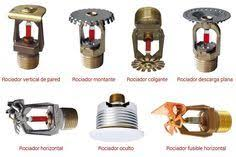 Rociador vertical de pared
Rociador montante
Rociador colgante
Rociador descarga plana
Rociador horizontal
Rociador oculto
Rociador fusible horizontal